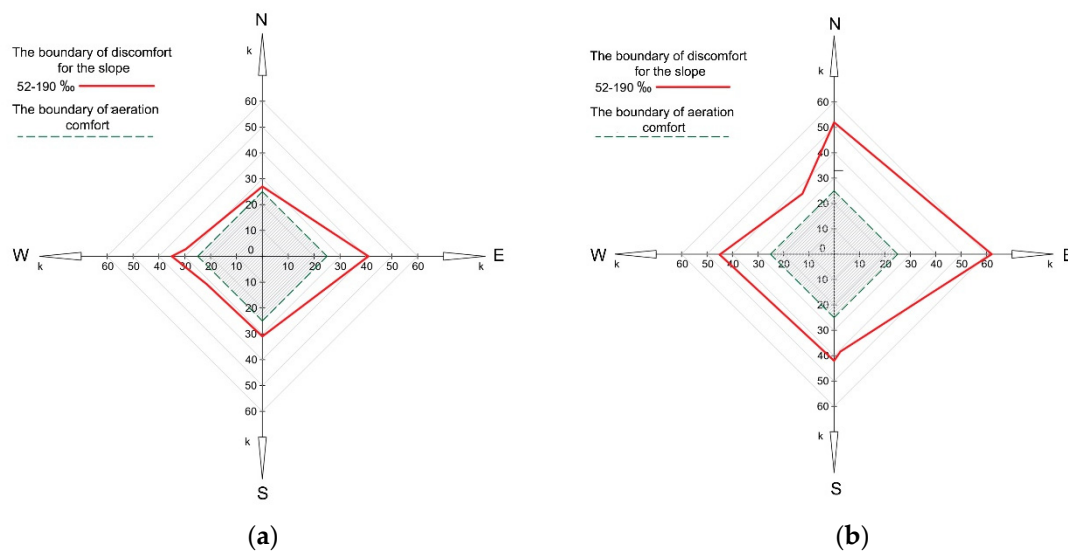 N
k
The boundary of discomfort
for the slope
52-190 ‰
The boundary of aeration
comfort
60
50
40
30
20
10
0
W
E
k
60 50 40 30 20 10
10 20 30 40 50 60
k
10
20
30
40
50
60
k
S
(a)
N
k
The boundary of discomfort
for the slope
52-190 ‰
The boundary of aeration
comfort
60
50
40
30
20
10
0
W
E
k
60 50 40 30 20 10
10 20 30 40 50 60
k
10
20
30
40
50
60
k
S
(b)